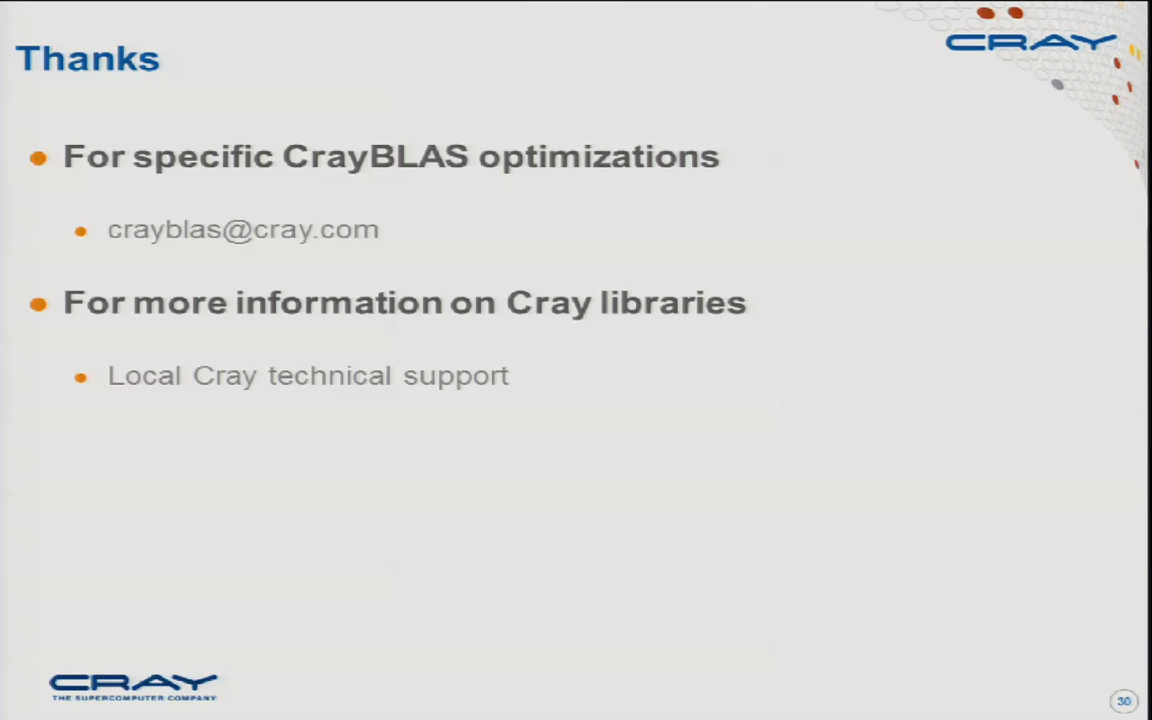 CRAY
Thanks
For specific CrayBLAS optimizations
crayblas@cray.com
For more information on Cray libraries
Local Cray technical support
CRAY
THE SUPERCOMPUTER COMPANY
30